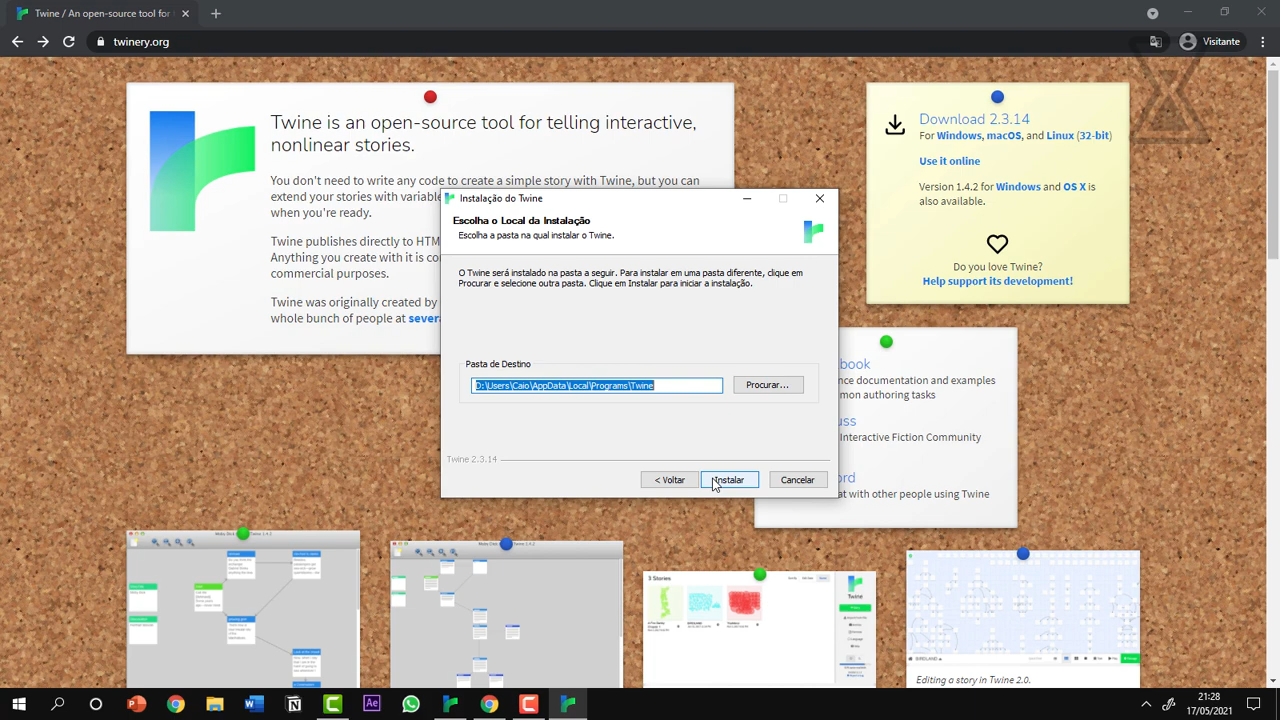 Twine / An open-source tool for
twinery.org
Visitante
Twine is an open-source tool for telling interactive,
nonlinear stories.
You don't need to write any code to create a simple story with Twine, but you can
extend your stories with variable
when you're ready.
Twine publishes directly to HTM
Anything you create with it is co
commercial purposes.
Twine was originally created by
whole bunch of people at sever
Download 2.3.14
For Windows, macOS, and Linux (32-bit)
Use it online
Version 1.4.2 for Windows and OS X is
also available.
Do you love Twine?
Help support its development!
Instalação do Twine
Escolha o Local da Instalação
Escolha a pasta na qual instalar o Twine.
O Twine será instalado na pasta a seguir. Para instalar em uma pasta diferente, clique em
Procurar e selecione outra pasta. Clique em Instalar para iniciar a instalação.
Pasta de Destino
D:\Users\Caio\AppData\Local\Programs\Twine
Procurar...
Twine 2.3.14
< Voltar
Instalar
Cancelar
book
nce documentation and examples
mon authoring tasks
uss
Interactive Fiction Community
ord
at with other people using Twine
3 Stories
Twine
Editing a story in Twine 2.0.
21:28
17/05/2021